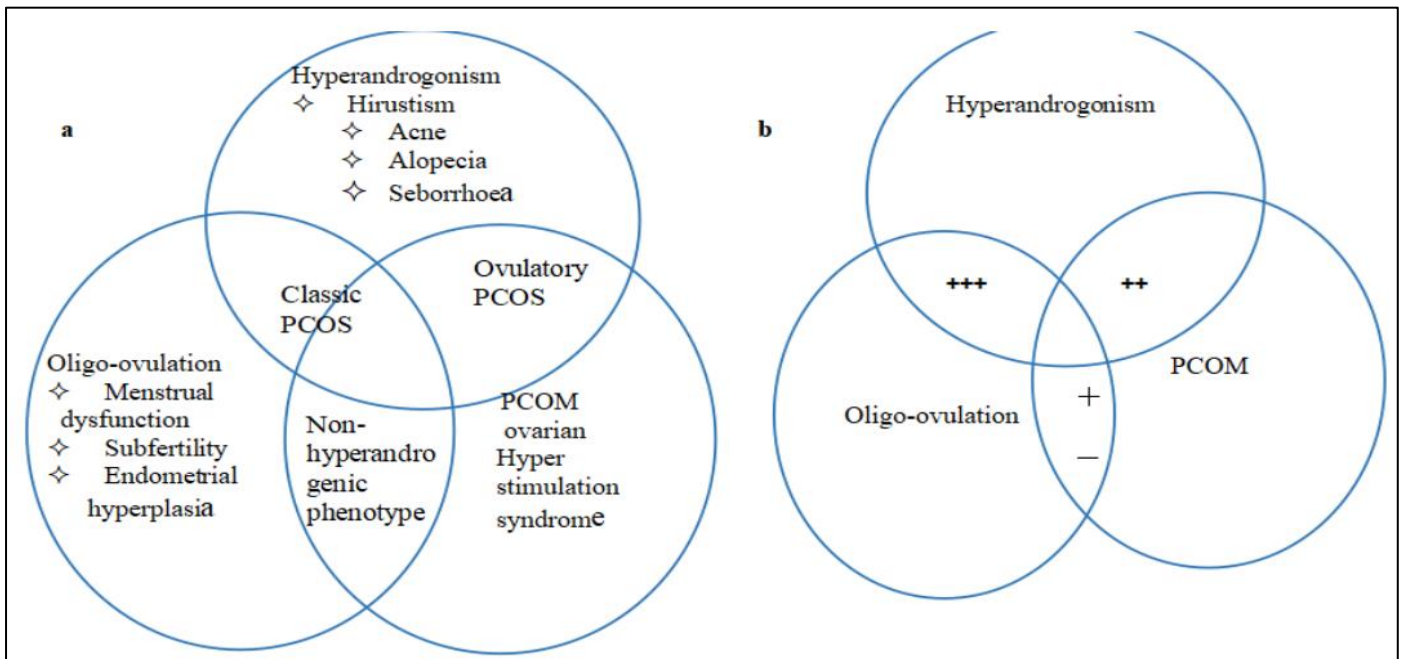 a
Hyperandrogonism
✧ Hirustism
✧ Acne
✧ Alopecia
✧ Seborrhoea
Classic
PCOS
Ovulatory
PCOS
Oligo-ovulation
✧ Menstrual
dysfunction
✧ Subfertility
✧ Endometrial
hyperplasia
Non-
hyperandro
genic
phenotype
PCOM
ovarian
Hyper
stimulation
syndrome
b
Hyperandrogonism
+++
++
Oligo-ovulation
+
—
PCOM